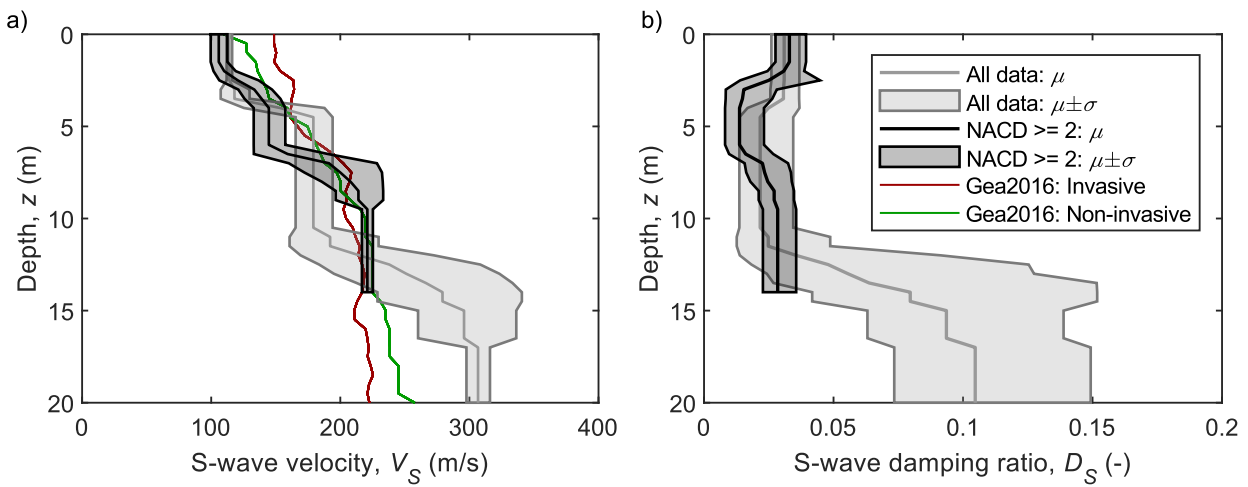 a)
0
5
10
15
20
Depth, z (m)
0
100
200
300
400
S-wave velocity, V_S (m/s)
b)
0
5
10
15
20
Depth, z (m)
0
0.05
0.1
0.15
0.2
S-wave damping ratio, D_S (-)
All data: μ
All data: μ±σ
NACD >= 2: μ
NACD >= 2: μ±σ
Gea2016: Invasive
Gea2016: Non-invasive